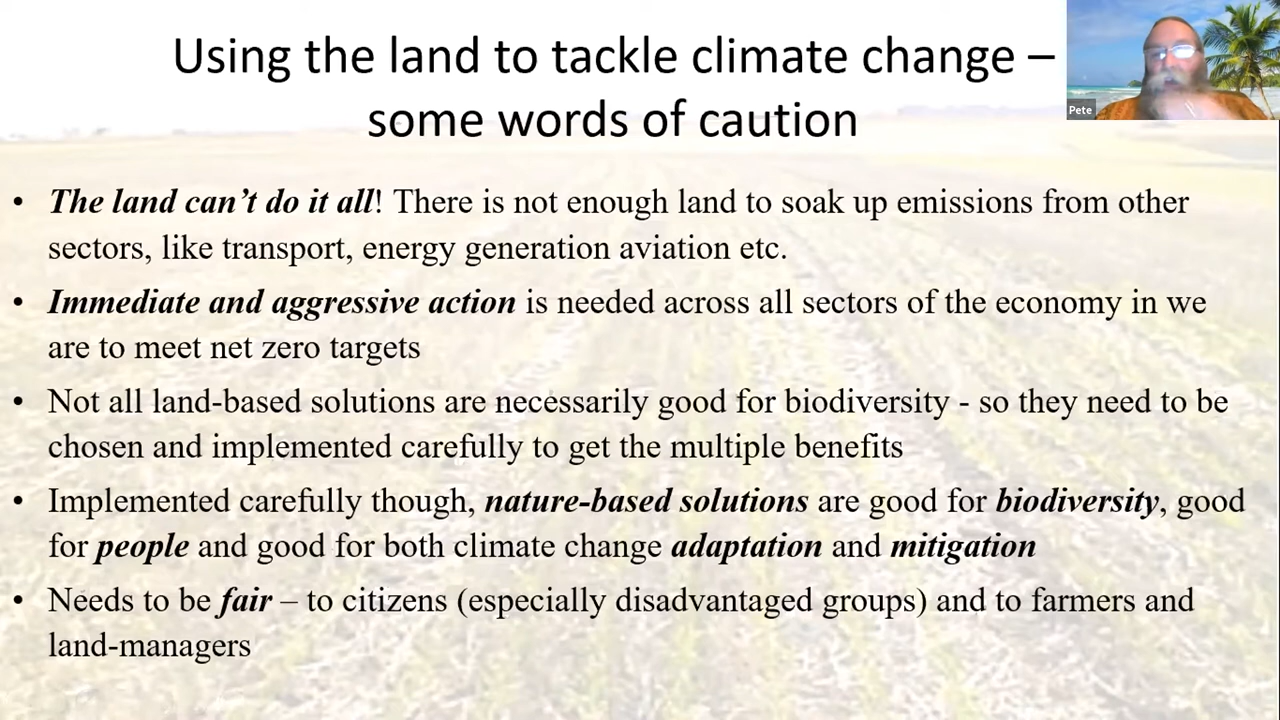 Using the land to tackle climate change –
some words of caution
Pete
• The land can’t do it all! There is not enough land to soak up emissions from other
sectors, like transport, energy generation aviation etc.
• Immediate and aggressive action is needed across all sectors of the economy in we
are to meet net zero targets
• Not all land-based solutions are necessarily good for biodiversity - so they need to be
chosen and implemented carefully to get the multiple benefits
• Implemented carefully though, nature-based solutions are good for biodiversity, good
for people and good for both climate change adaptation and mitigation
• Needs to be fair – to citizens (especially disadvantaged groups) and to farmers and
land-managers